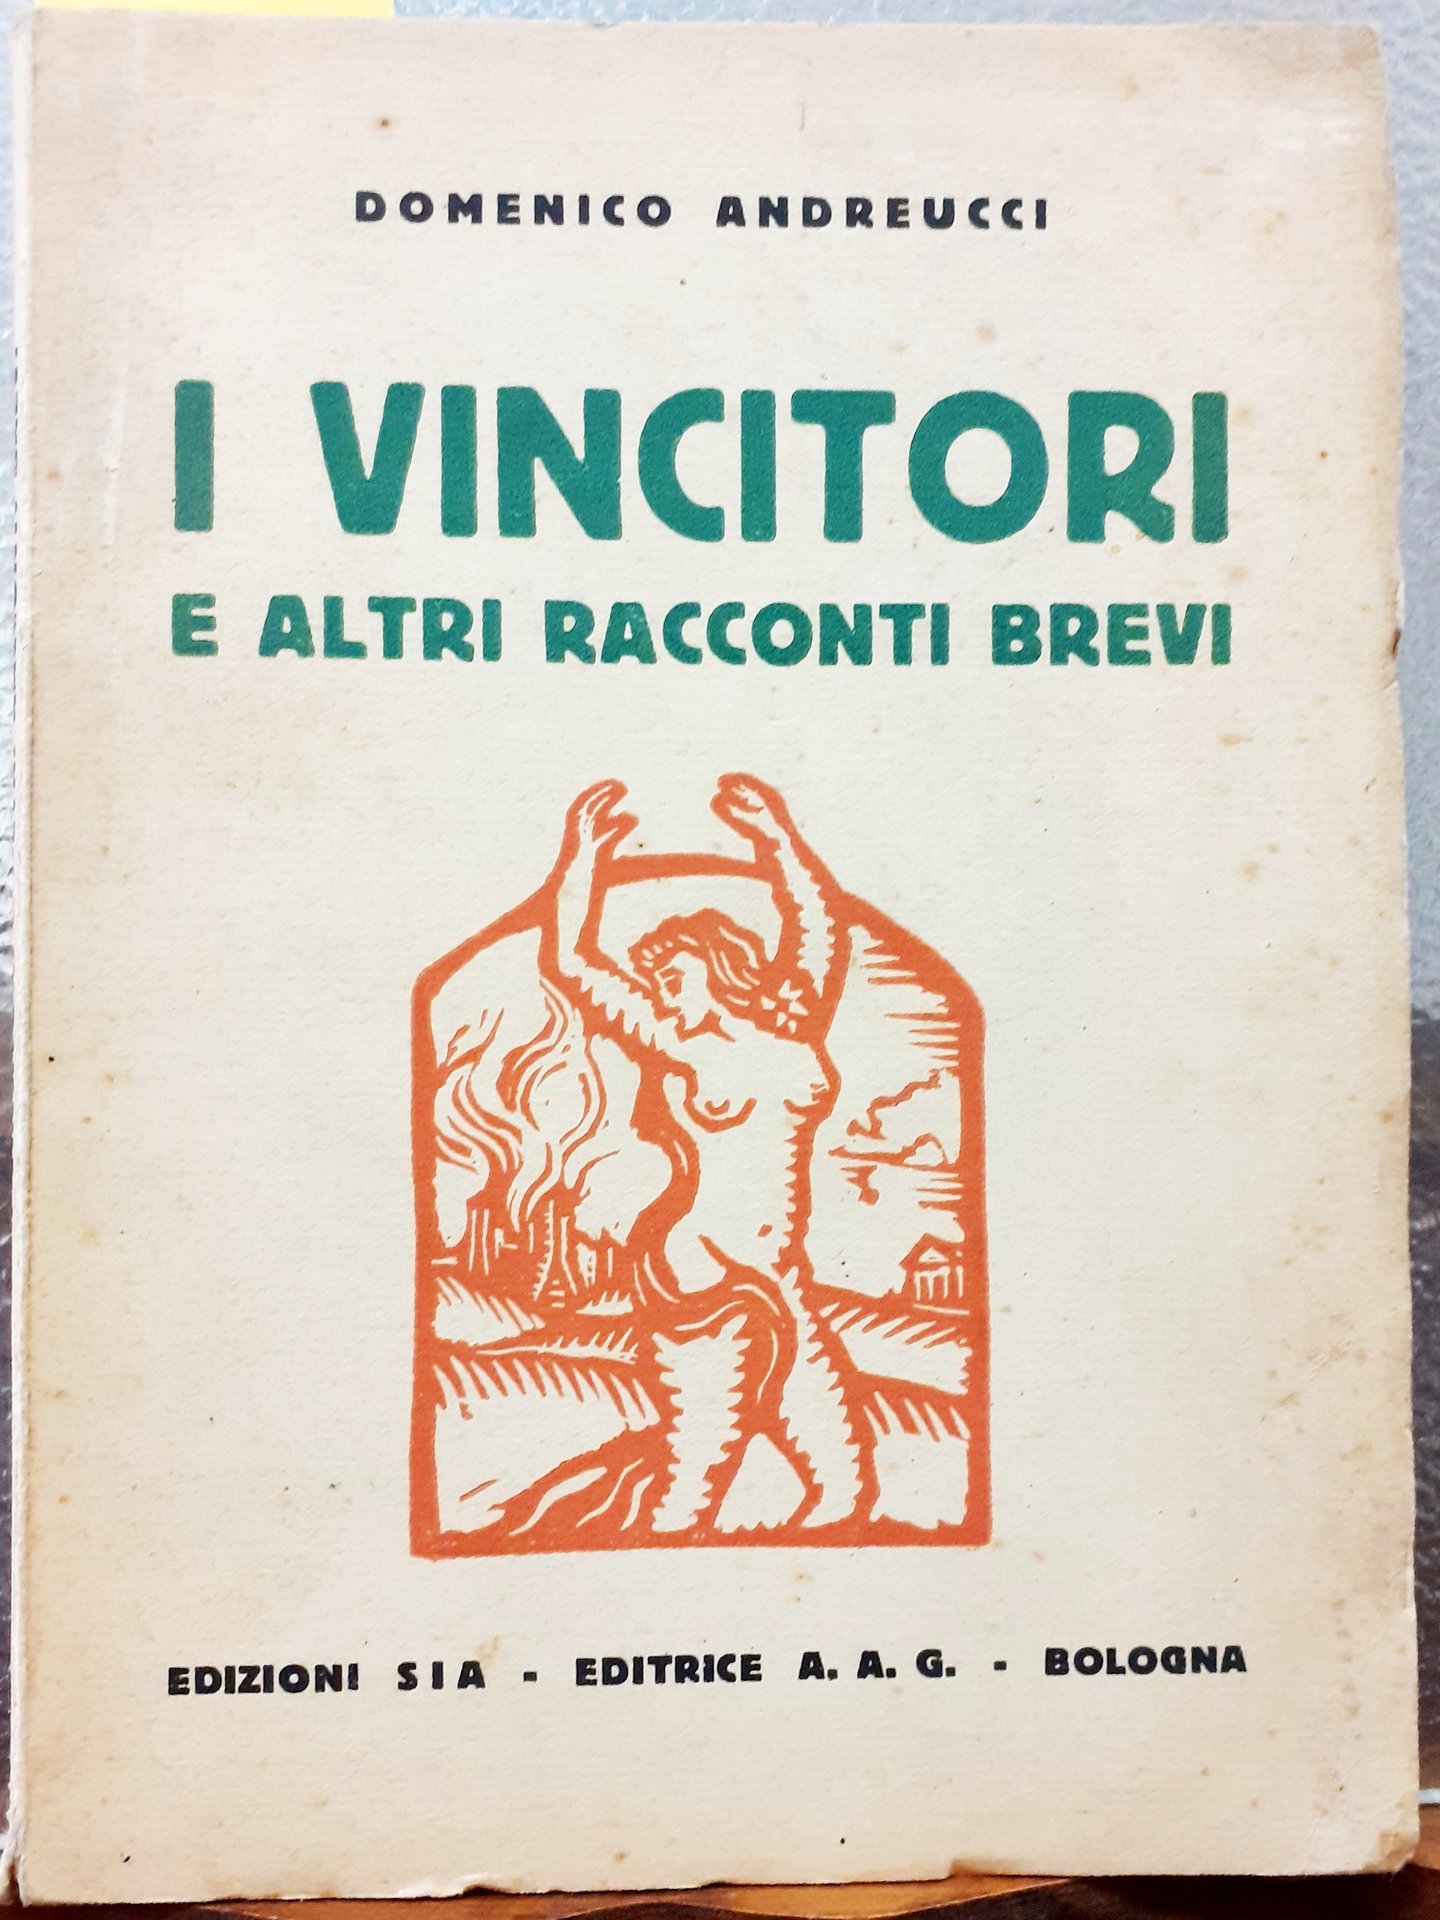 DOMENICO ANDREUCCI
I VINCITORI
E ALTRI RACCONTI BREVI
EDIZIONI SIA - EDITRICE A. A. G. - BOLOGNA